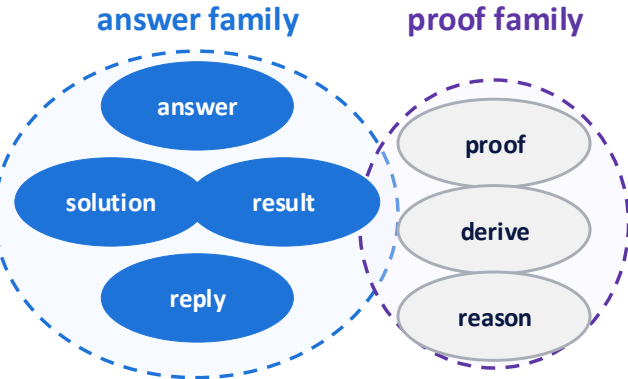 answer family
proof family
answer
solution
result
reply
proof
derive
reason